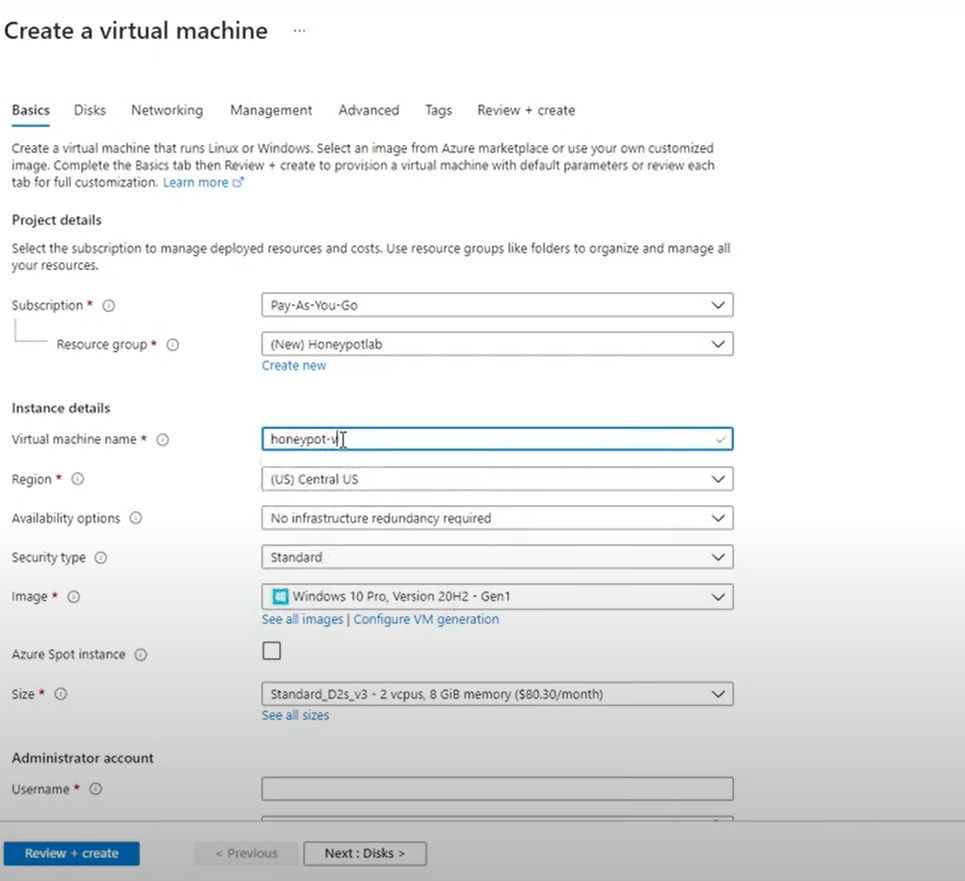 Create a virtual machine ...
Basics Disks Networking Management Advanced Tags Review + create
Create a virtual machine that runs Linux or Windows. Select an image from Azure marketplace or use your own customized
image. Complete the Basics tab then Review + create to provision a virtual machine with default parameters or review each
tab for full customization. Learn more
Project details
Select the subscription to manage deployed resources and costs. Use resource groups like folders to organize and manage all
your resources.
Subscription * Pay-As-You-Go
Resource group * (New) Honeypotlab
Create new
Instance details
Virtual machine name * honeypot-v
Region * (US) Central US
Availability options No infrastructure redundancy required
Security type Standard
Image * Windows 10 Pro, Version 20H2 - Gen1
See all images | Configure VM generation
Azure Spot instance
Size * Standard_D2s_v3 - 2 vcpus, 8 GiB memory ($80.30/month)
See all sizes
Administrator account
Username *
Review + create < Previous Next : Disks >